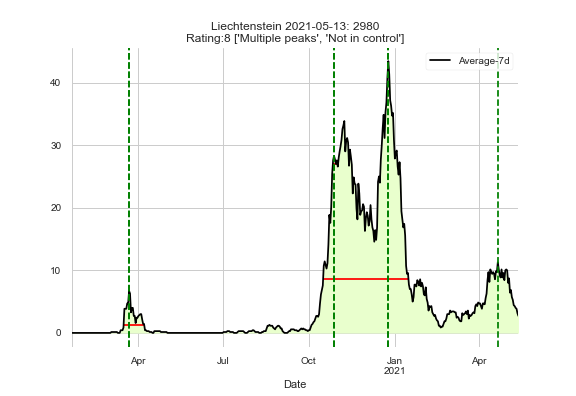 Liechtenstein 2021-05-13: 2980
Rating:8 ['Multiple peaks', 'Not in control']
Average-7d
40
30
20
10
0
Apr Jul Oct Jan Apr
2021
Date